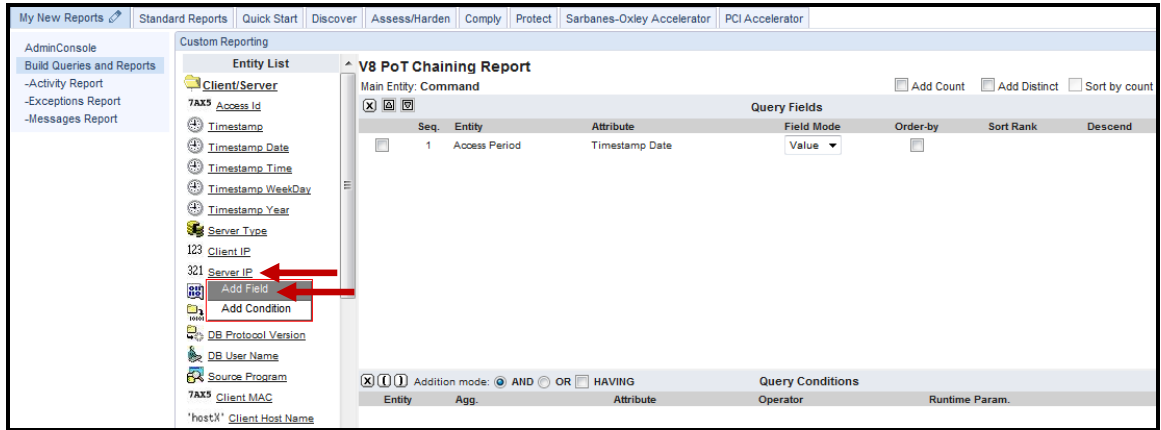 My New Reports Standard Reports Quick Start Discover Assess/Harden Comply Protect Sarbanes-Oxley Accelerator PCI Accelerator
AdminConsole
Build Queries and Reports
-Activity Report
-Exceptions Report
-Messages Report
Custom Reporting
Entity List
Client/Server
7AX5 Access Id
Timestamp
Timestamp Date
Timestamp Time
Timestamp WeekDay
Timestamp Year
Server Type
123 Client IP
321 Server IP
Add Field
Add Condition
DB Protocol Version
DB User Name
Source Program
7AX5 Client MAC
'hostX' Client Host Name
V8 PoT Chaining Report
Main Entity: Command
Add Count Add Distinct Sort by count
Query Fields
Seq. Entity Attribute Field Mode Order-by Sort Rank Descend
1 Access Period Timestamp Date Value
Addition mode: AND OR HAVING Query Conditions
Entity Agg. Attribute Operator Runtime Param.